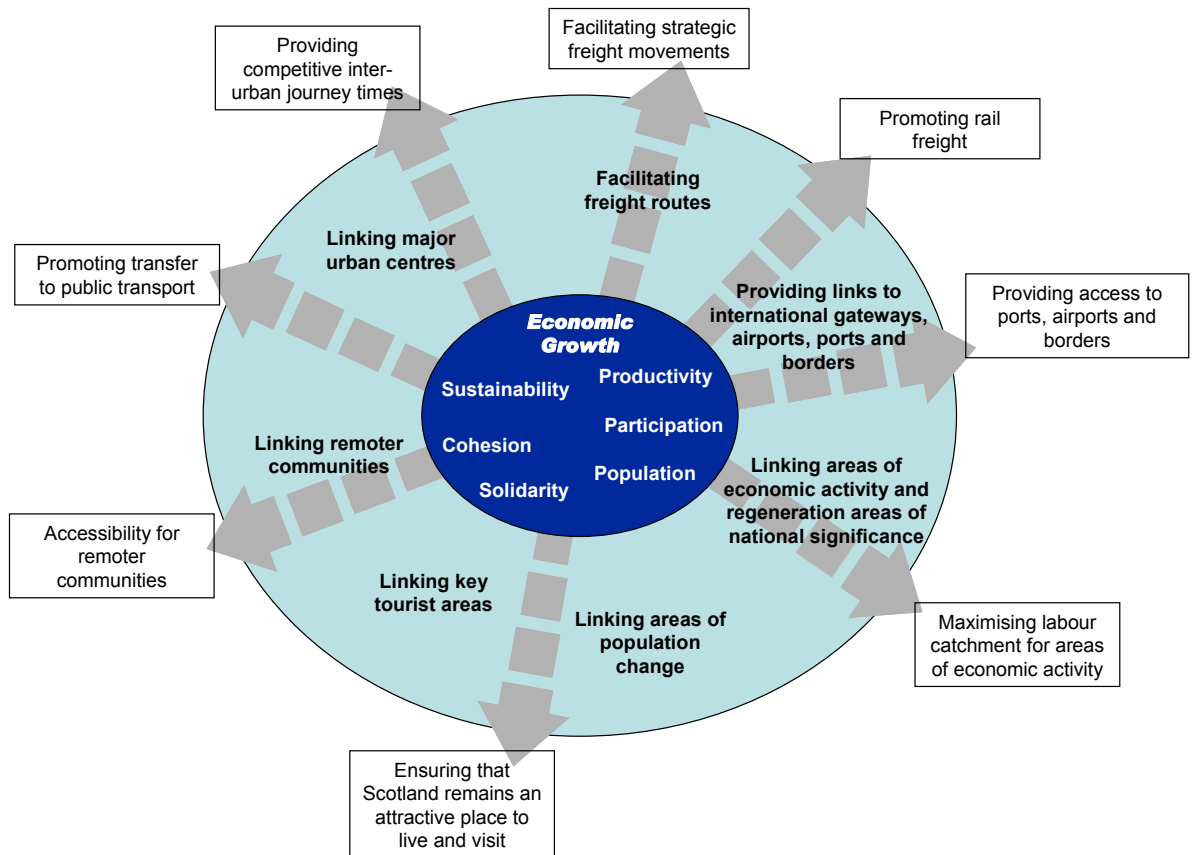 Facilitating strategic
freight movements
Providing
competitive inter-
urban journey times
Promoting rail
freight
Facilitating
freight routes
Linking major
urban centres
Promoting transfer
to public transport
Providing links to
international gateways,
airports, ports and
borders
Providing access to
ports, airports and
borders
Economic
Growth
Sustainability
Productivity
Participation
Cohesion
Population
Solidarity
Linking remoter
communities
Linking areas of
economic activity and
regeneration areas of
national significance
Accessibility for
remoter
communities
Linking key
tourist areas
Linking areas of
population
change
Maximising labour
catchment for areas
of economic activity
Ensuring that
Scotland remains an
attractive place to
live and visit